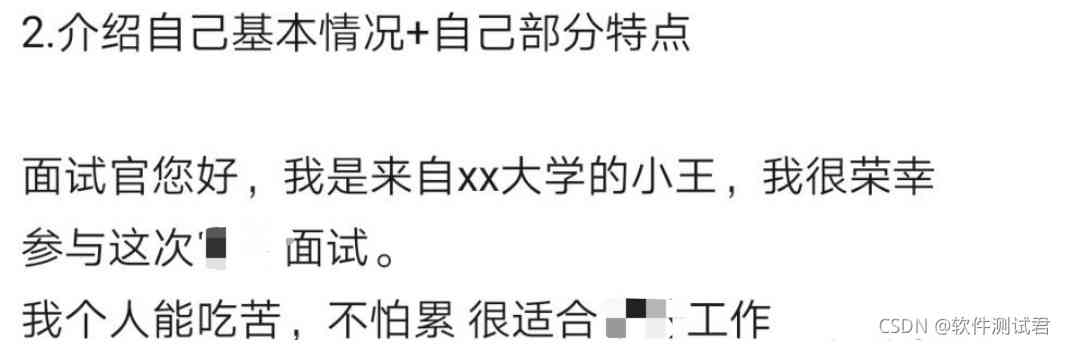 2.介绍自己基本情况+自己部分特点
面试官您好，我是来自xx大学的小王，我很荣幸
参与这次 面试。
我个人能吃苦，不怕累 很适合 工作
CSDN @软件测试君